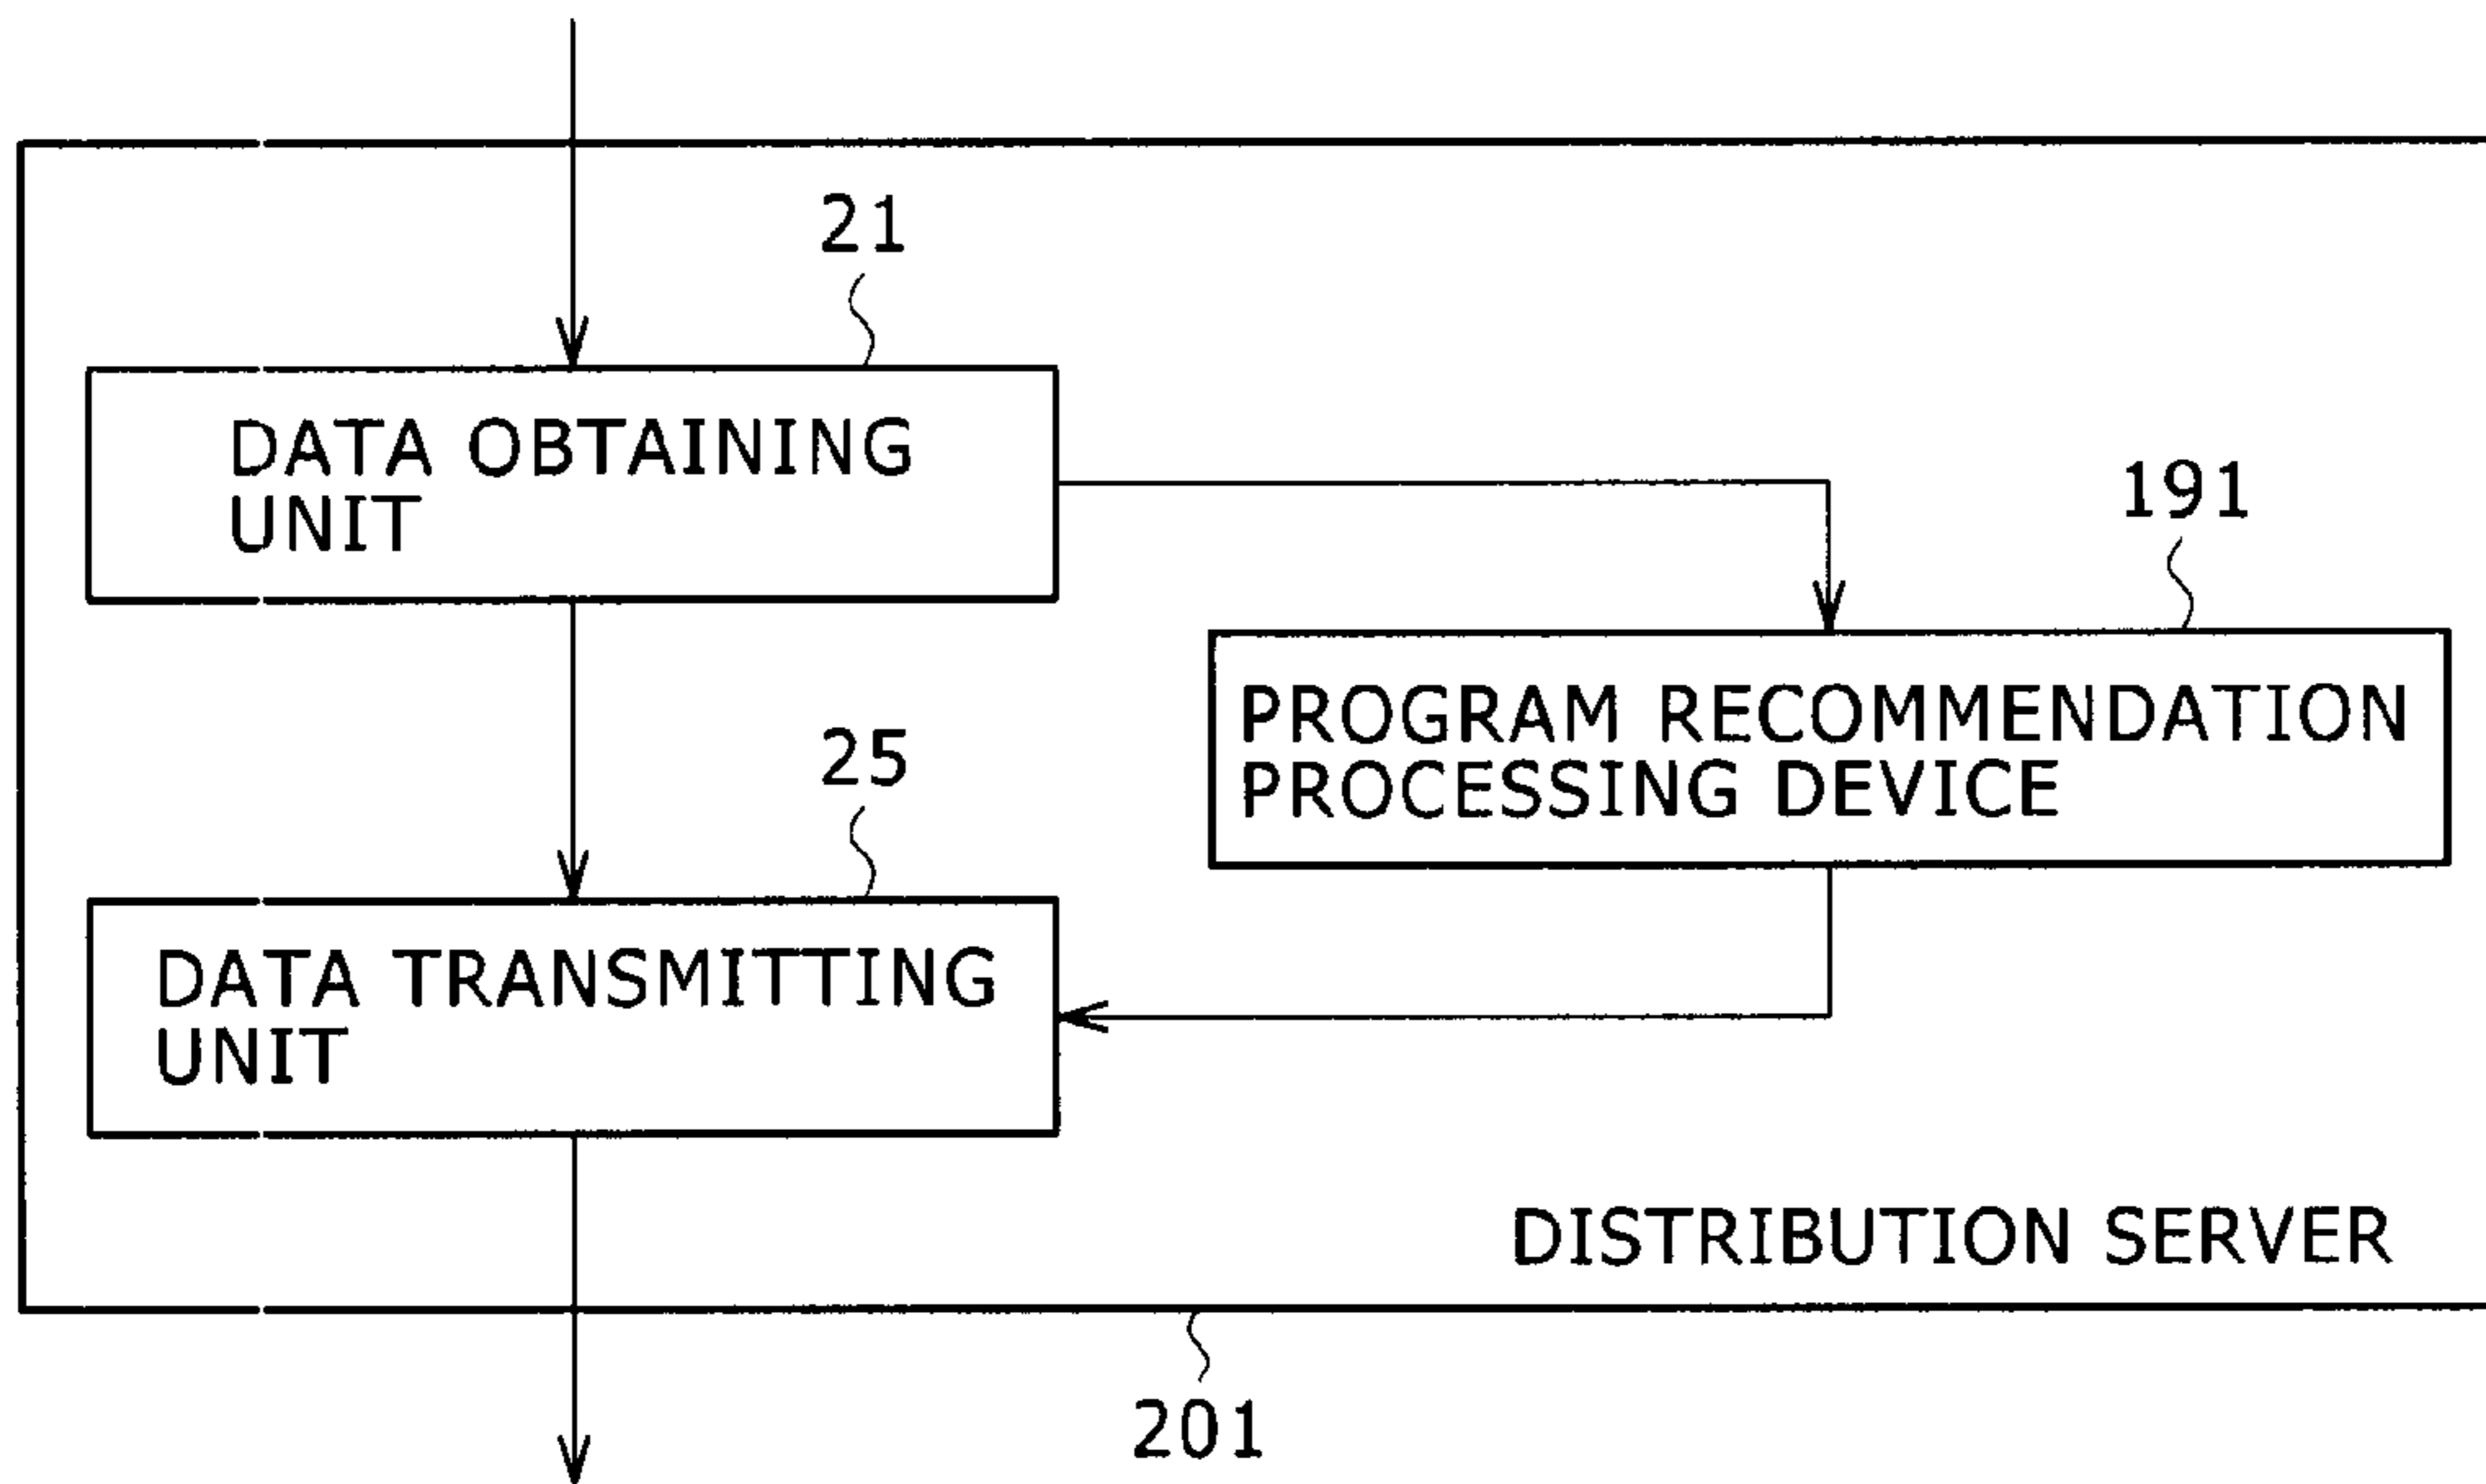 21
DATA OBTAINING
UNIT
191
PROGRAM RECOMMENDATION
PROCESSING DEVICE
25
DATA TRANSMITTING
UNIT
DISTRIBUTION SERVER
201